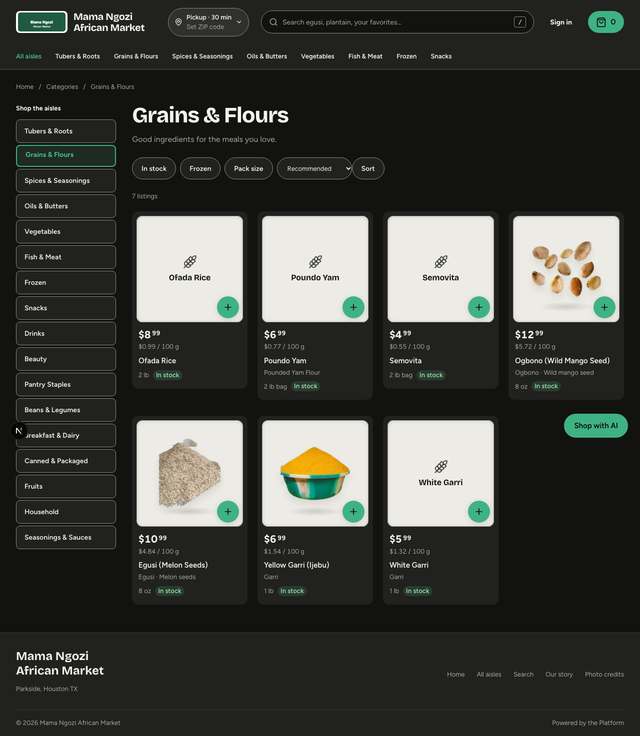 Mama Ngozi
African Market
Mama Ngozi
African Market
Pickup · 30 min
Set ZIP code
Search egusi, plantain, your favorites…
/
Sign in
0
All aisles
Tubers & Roots
Grains & Flours
Spices & Seasonings
Oils & Butters
Vegetables
Fish & Meat
Frozen
Snacks
Home / Categories / Grains & Flours
Shop the aisles
Tubers & Roots
Grains & Flours
Spices & Seasonings
Oils & Butters
Vegetables
Fish & Meat
Frozen
Snacks
Drinks
Beauty
Pantry Staples
Beans & Legumes
N
Breakfast & Dairy
Canned & Packaged
Fruits
Household
Seasonings & Sauces
Grains & Flours
Good ingredients for the meals you love.
In stock
Frozen
Pack size
Recommended
Sort
7 listings
Ofada Rice
$8 99
$0.99 / 100 g
Ofada Rice
2 lb In stock
Poundo Yam
$6 99
$0.77 / 100 g
Poundo Yam
Pounded Yam Flour
2 lb bag In stock
Semovita
$4 99
$0.55 / 100 g
Semovita
2 lb bag In stock
$12 99
$5.72 / 100 g
Ogbono (Wild Mango Seed)
Ogbono · Wild mango seed
8 oz In stock
$10 99
$4.84 / 100 g
Egusi (Melon Seeds)
Egusi · Melon seeds
8 oz In stock
$6 99
$1.54 / 100 g
Yellow Garri (Ijebu)
Garri
1 lb In stock
White Garri
$5 99
$1.32 / 100 g
White Garri
Garri
1 lb In stock
Shop with AI
Mama Ngozi
African Market
Parkside, Houston TX
Home
All aisles
Search
Our story
Photo credits
© 2026 Mama Ngozi African Market
Powered by the Platform